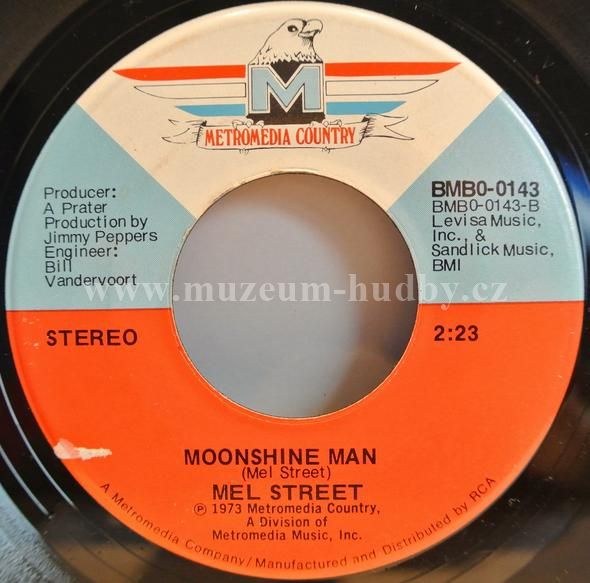 M
METROMEDIA COUNTRY
Producer:
A Prater
Production by
Jimmy Peppers
Engineer:
Bill
Vandervoort
BMBO-0143
BMBO-0143-B
Levisa Music,
Inc., &
Sandlick Music,
BMI
www.muzeum-hudby.cz
STEREO
2:23
MOONSHINE MAN
(Mel Street)
MEL STREET
℗ 1973 Metromedia Country,
A Division of
Metromedia Music, Inc.
A Metromedia Company/Manufactured and Distributed by RCA